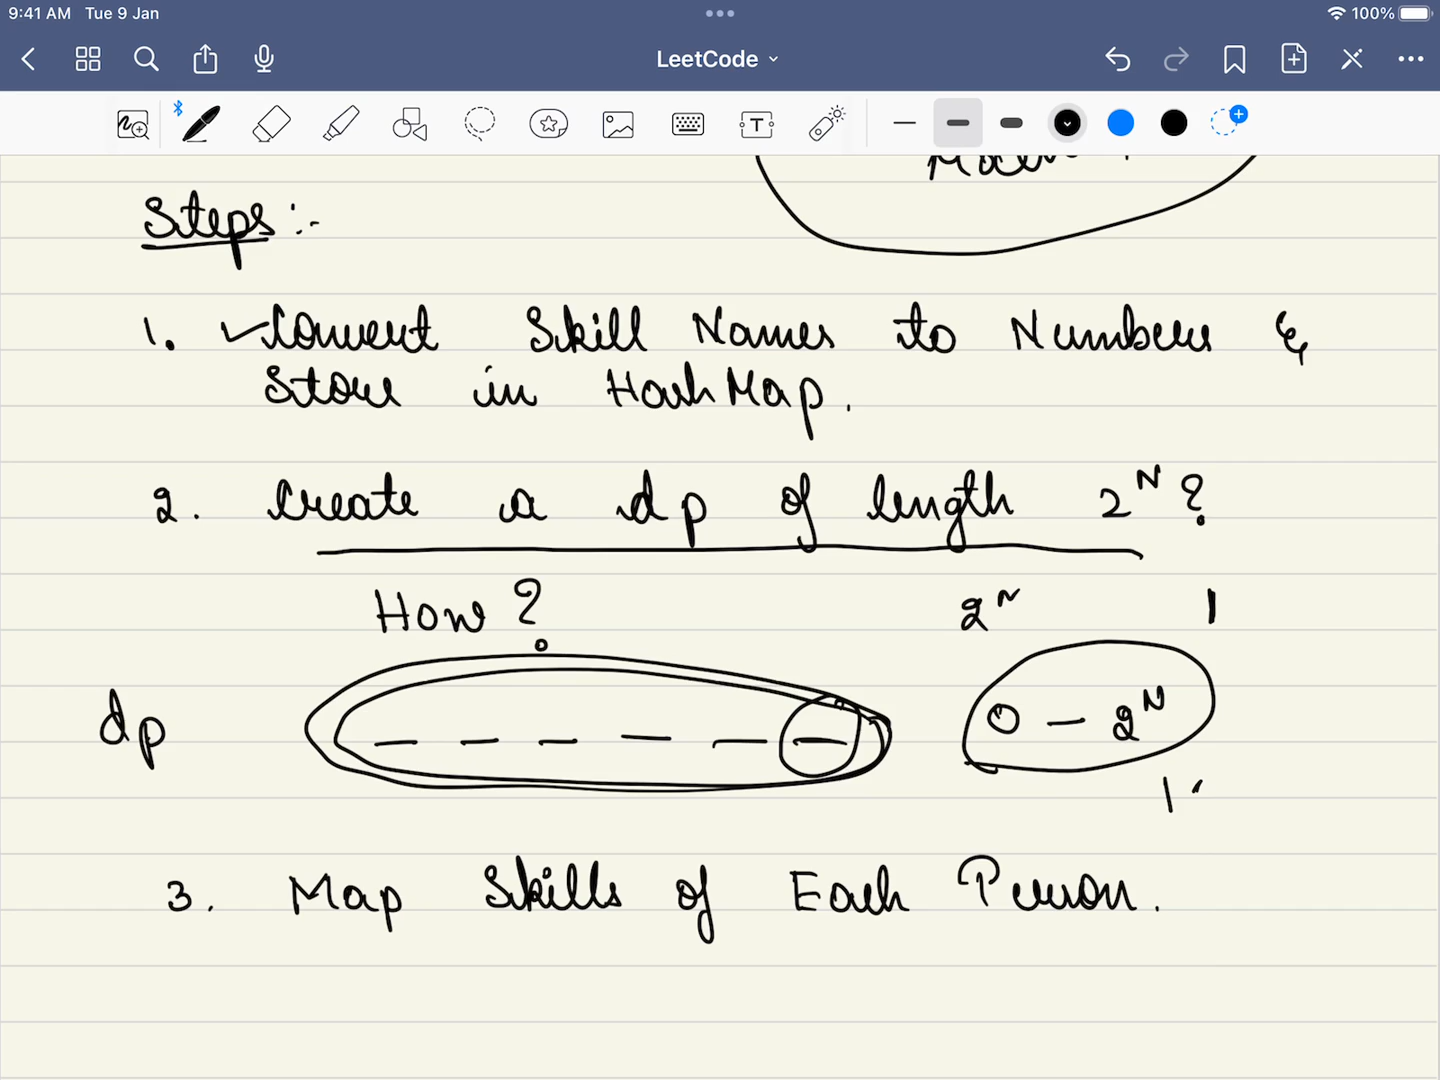 9:41 AM Tue 9 Jan
100%
LeetCode
T
Steps :-
1. Convert Skill Names to Numbers &
Store in HashMap.
2. Create a dp of length 2^N ?
How ?
2^N
1
dp
0 - 2^N
1
3. Map Skills of Each Person.